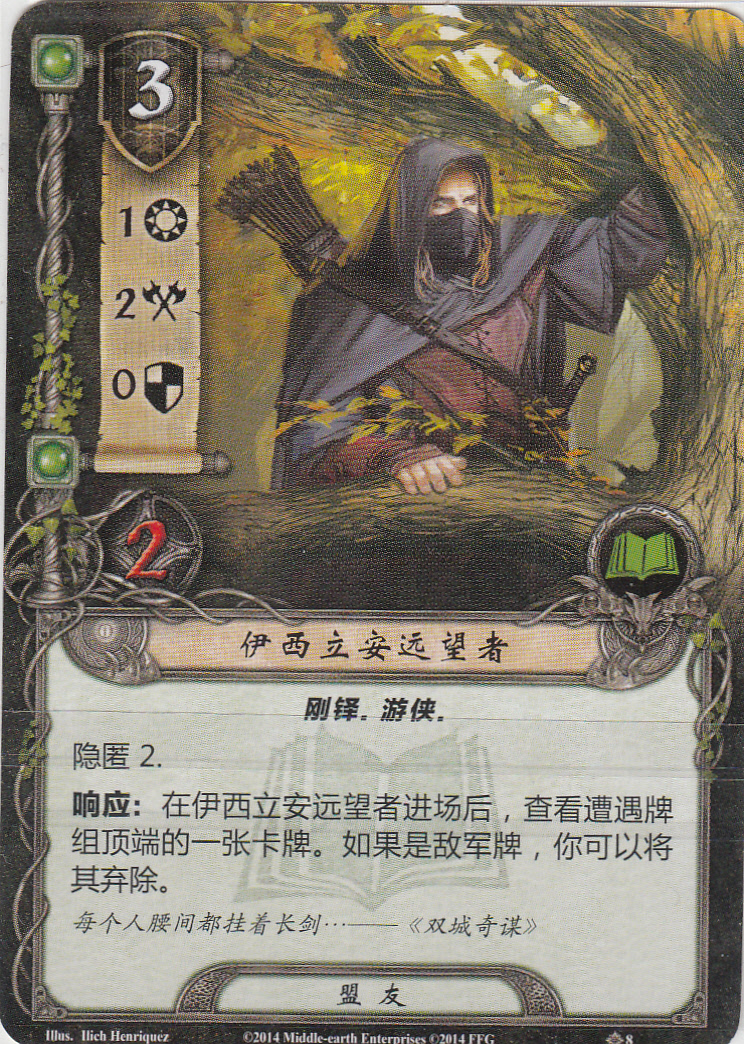 3
1
2
0
2
伊西立安远望者
刚铎. 游侠.
隐匿 2.
响应：在伊西立安远望者进场后，查看遭遇牌
组顶端的一张卡牌。如果是敌军牌，你可以将
其弃除。
每个人腰间都挂着长剑…——《双城奇谋》
盟友
Illus. Ilich Henriquez ©2014 Middle-earth Enterprises ©2014 FFG 8